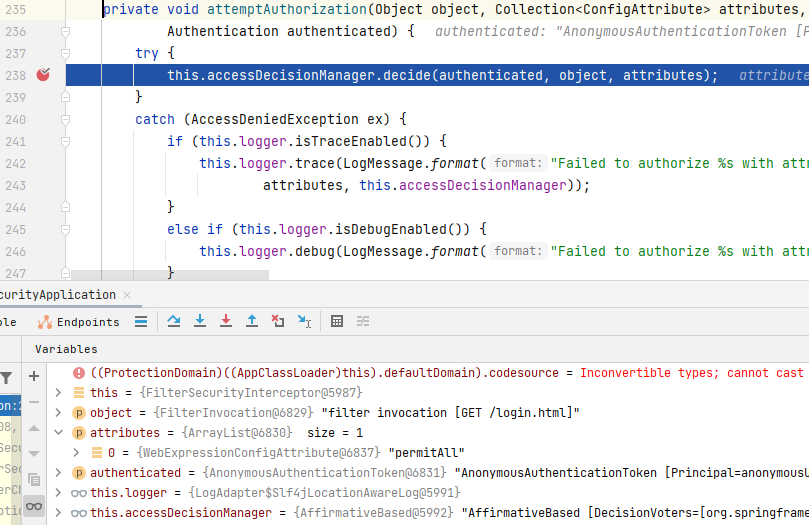 235 private void attemptAuthorization(Object object, Collection<ConfigAttribute> attributes,
236 Authentication authenticated) { authenticated: "AnonymousAuthenticationToken [P
237 try {
238 this.accessDecisionManager.decide(authenticated, object, attributes); attribute
239 }
240 catch (AccessDeniedException ex) {
241 if (this.logger.isTraceEnabled()) {
242 this.logger.trace(LogMessage.format( format: "Failed to authorize %s with attr
243 attributes, this.accessDecisionManager));
244 }
245 else if (this.logger.isDebugEnabled()) {
246 this.logger.debug(LogMessage.format( format: "Failed to authorize %s with attr
247 }
curityApplication ×
le Endpoints
Variables
((ProtectionDomain)((AppClassLoader)this).defaultDomain).codesource = Inconvertible types; cannot cast
this = {FilterSecurityInterceptor@5987}
p object = {FilterInvocation@6829} "filter invocation [GET /login.html]"
on:2 p attributes = {ArrayList@6830} size = 1
08, 0 = {WebExpressionConfigAttribute@6837} "permitAll"
Secu p authenticated = {AnonymousAuthenticationToken@6831} "AnonymousAuthenticationToken [Principal=anonymousU
this.logger = {LogAdapter$Slf4jLocationAwareLog@5991}
this.accessDecisionManager = {AffirmativeBased@5992} "AffirmativeBased [DecisionVoters=[org.springframe